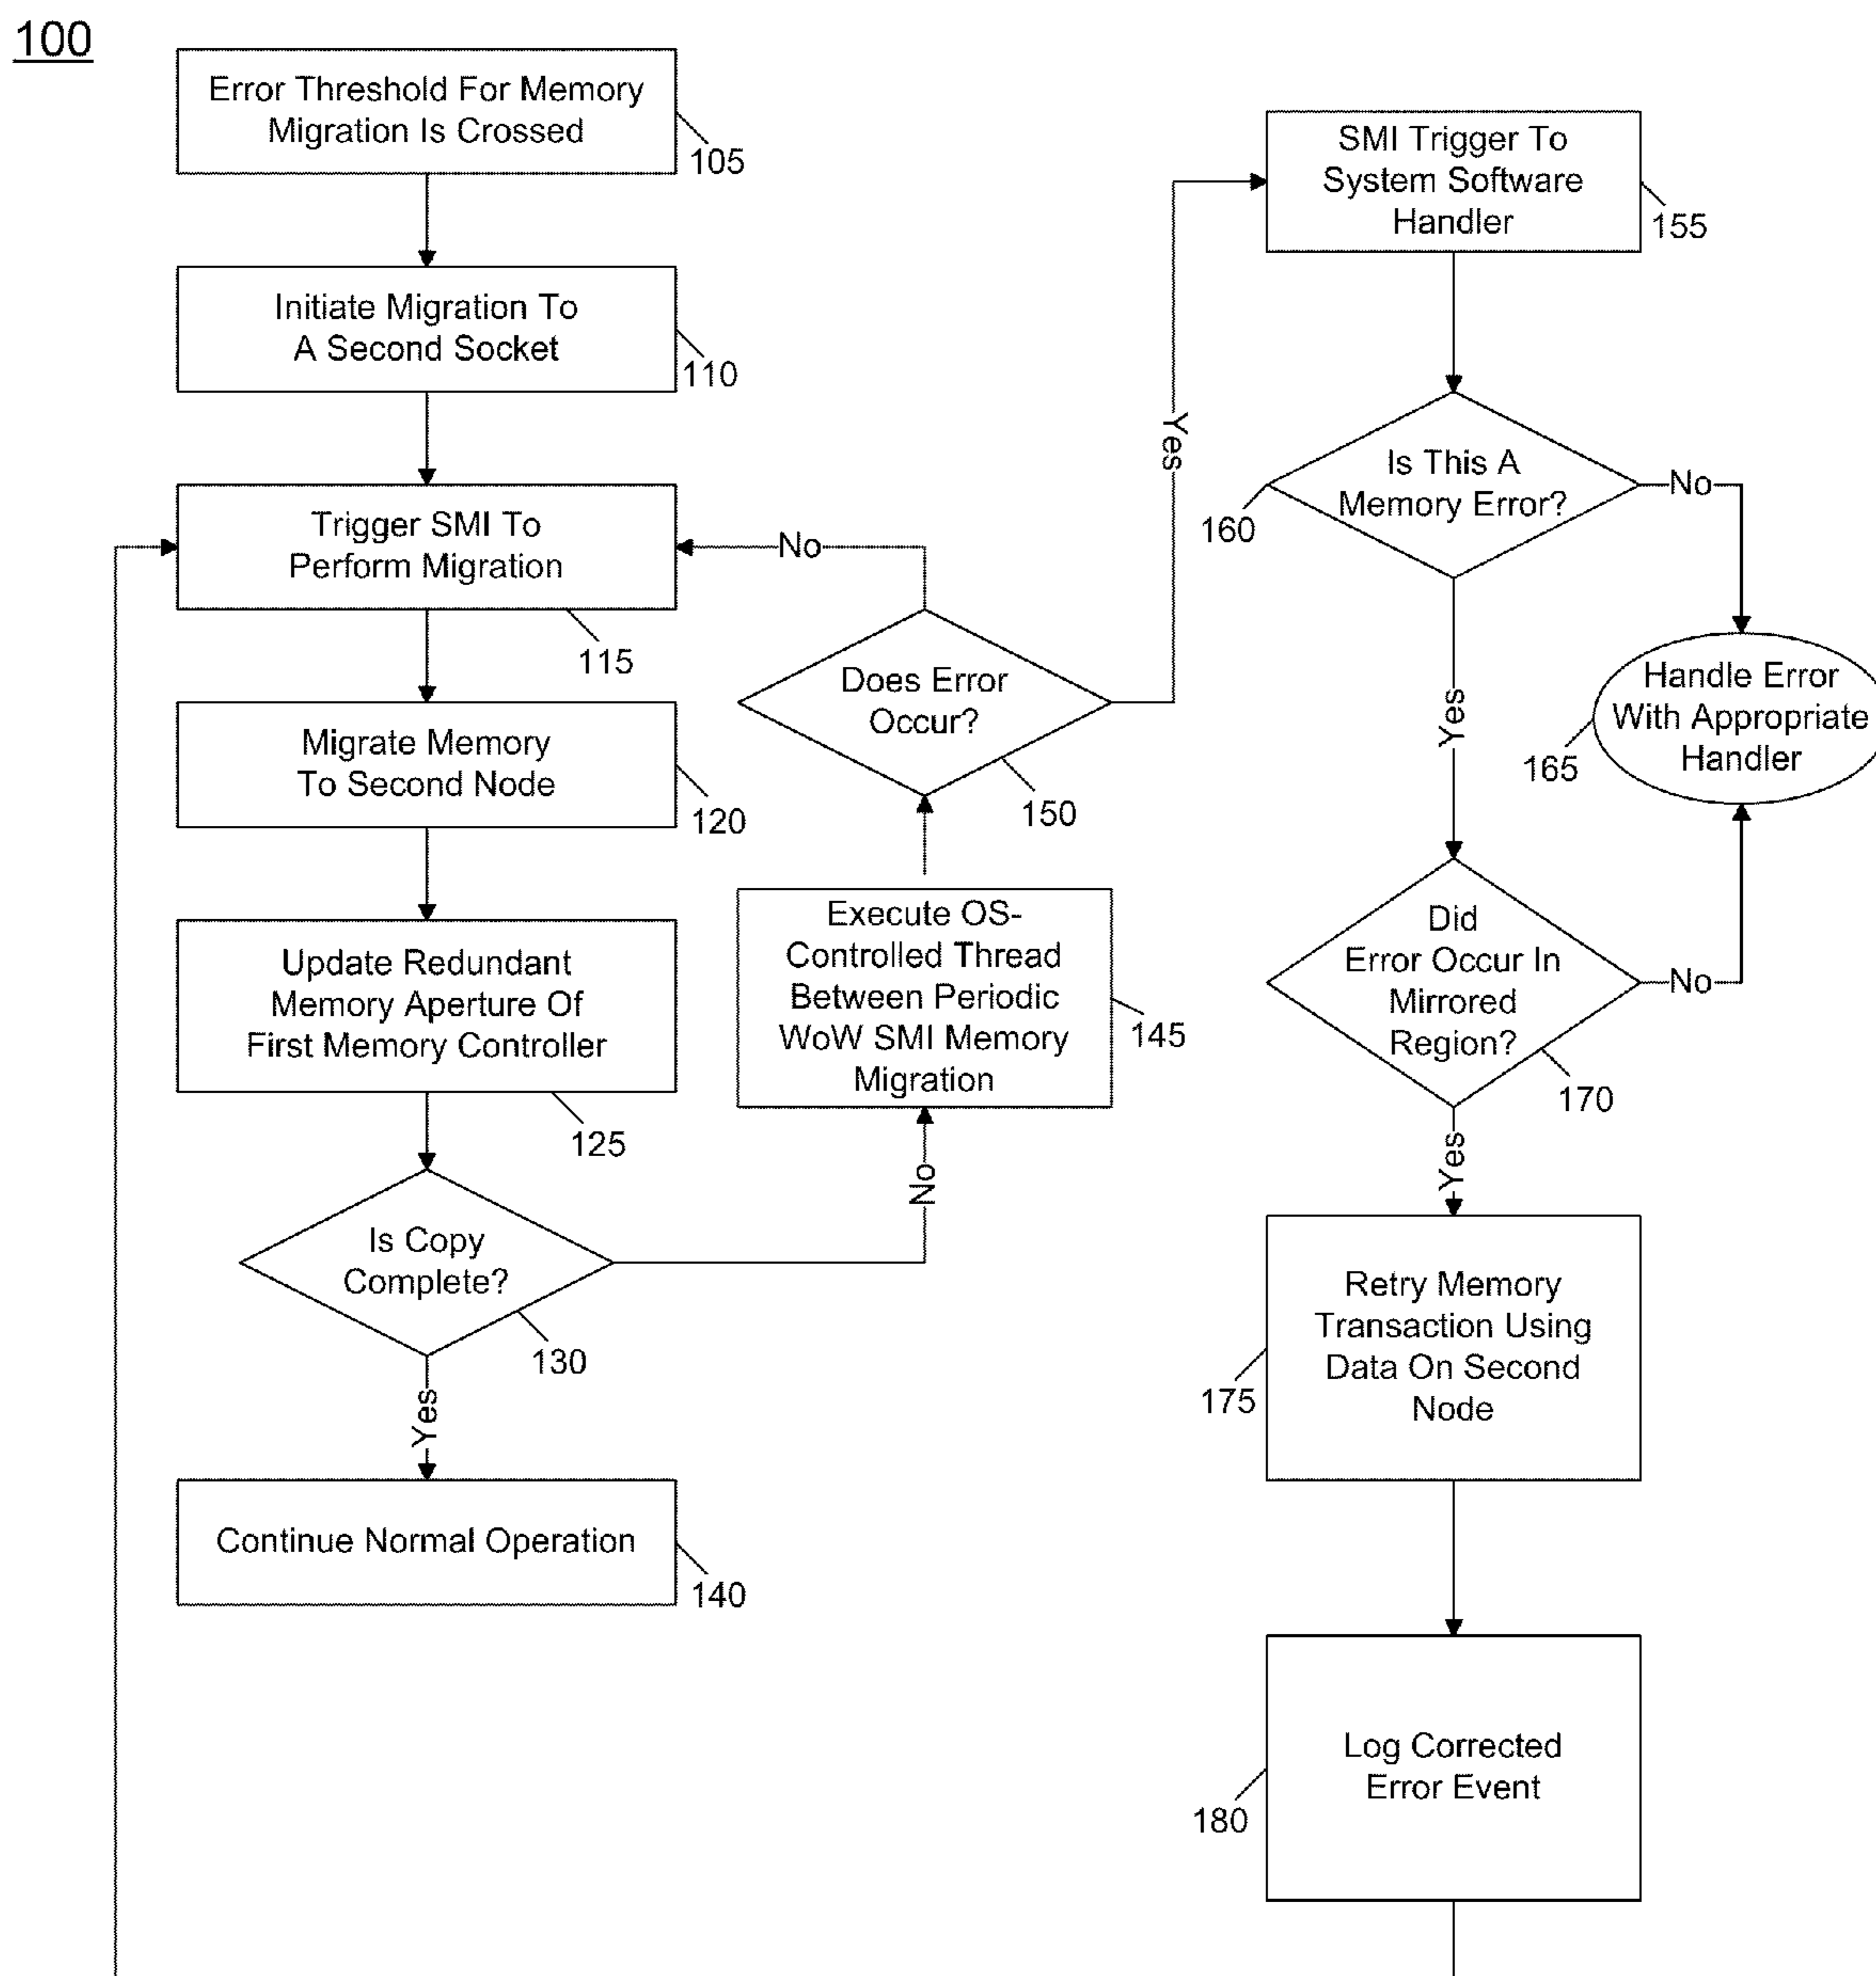 100
Error Threshold For Memory
Migration Is Crossed
105
Initiate Migration To
A Second Socket
110
Trigger SMI To
Perform Migration
115
Migrate Memory
To Second Node
120
Update Redundant
Memory Aperture Of
First Memory Controller
125
Is Copy
Complete?
130
Yes
Continue Normal Operation
140
No
Execute OS-
Controlled Thread
Between Periodic
WoW SMI Memory
Migration
145
Does Error
Occur?
150
No
Yes
SMI Trigger To
System Software
Handler
155
Is This A
Memory Error?
160
No
Handle Error
With Appropriate
Handler
165
Yes
Did
Error Occur In
Mirrored
Region?
170
No
Yes
Retry Memory
Transaction Using
Data On Second
Node
175
Log Corrected
Error Event
180